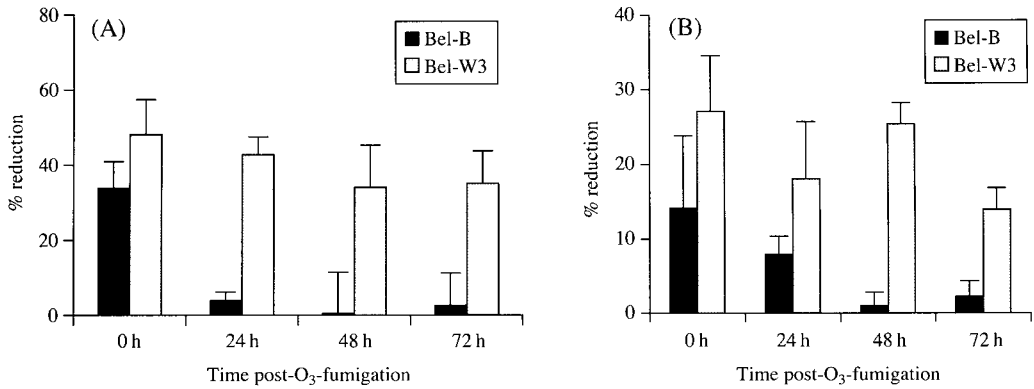 (A)
Bel-B
Bel-W3
80
60
40
20
0
% reduction
0 h 24 h 48 h 72 h
Time post-O₃-fumigation
(B)
Bel-B
Bel-W3
40
30
20
10
0
% reduction
0 h 24 h 48 h 72 h
Time post-O₃-fumigation